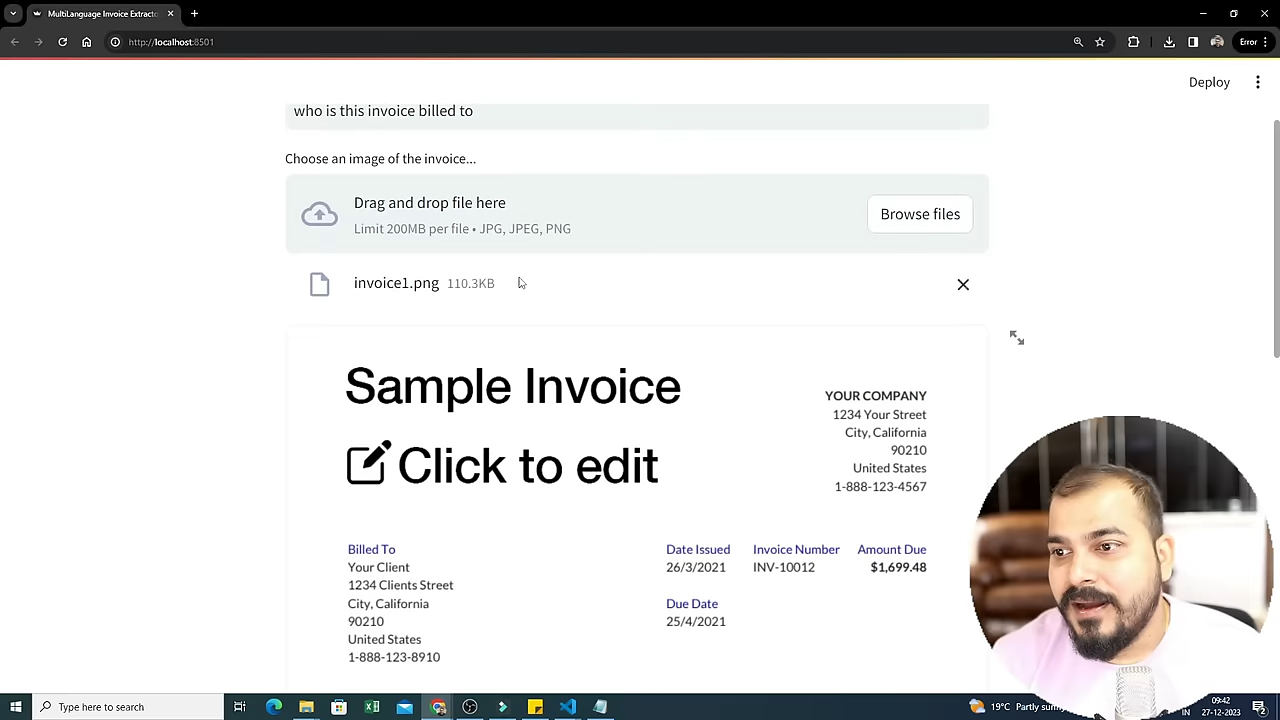 MultiLanguage Invoice Extracto
http://localhost:8501
Error
Deploy
who is this invoice billed to
Choose an image of the invoice...
Drag and drop file here
Limit 200MB per file • JPG, JPEG, PNG
Browse files
invoice1.png 110.3KB
Sample Invoice
Click to edit
YOUR COMPANY
1234 Your Street
City, California
90210
United States
1-888-123-4567
Billed To
Your Client
1234 Clients Street
City, California
90210
United States
1-888-123-8910
Date Issued
26/3/2021
Due Date
25/4/2021
Invoice Number
INV-10012
Amount Due
$1,699.48
Type here to search
19°C Partly sunny
IN
09:42
27-12-2023
2